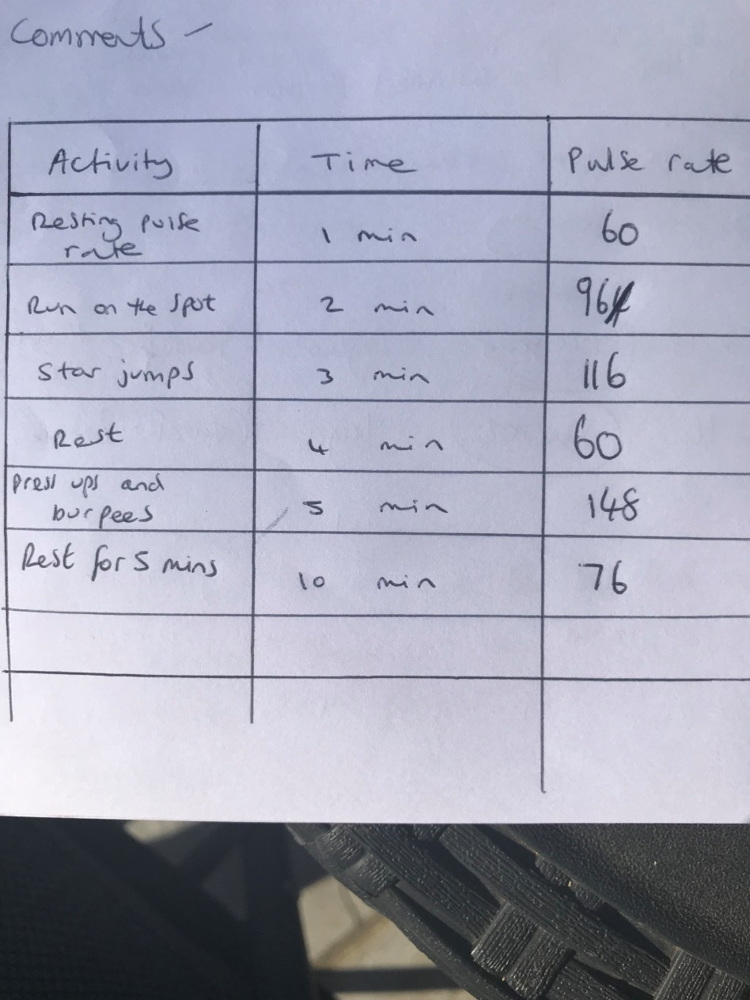 Comments -
Activity Time Pulse rate
Resting pulse
rate 1 min 60
Run on the spot 2 min 96
Star jumps 3 min 116
Rest 4 min 60
press ups and
burpees 5 min 148
Rest for 5 mins 10 min 76